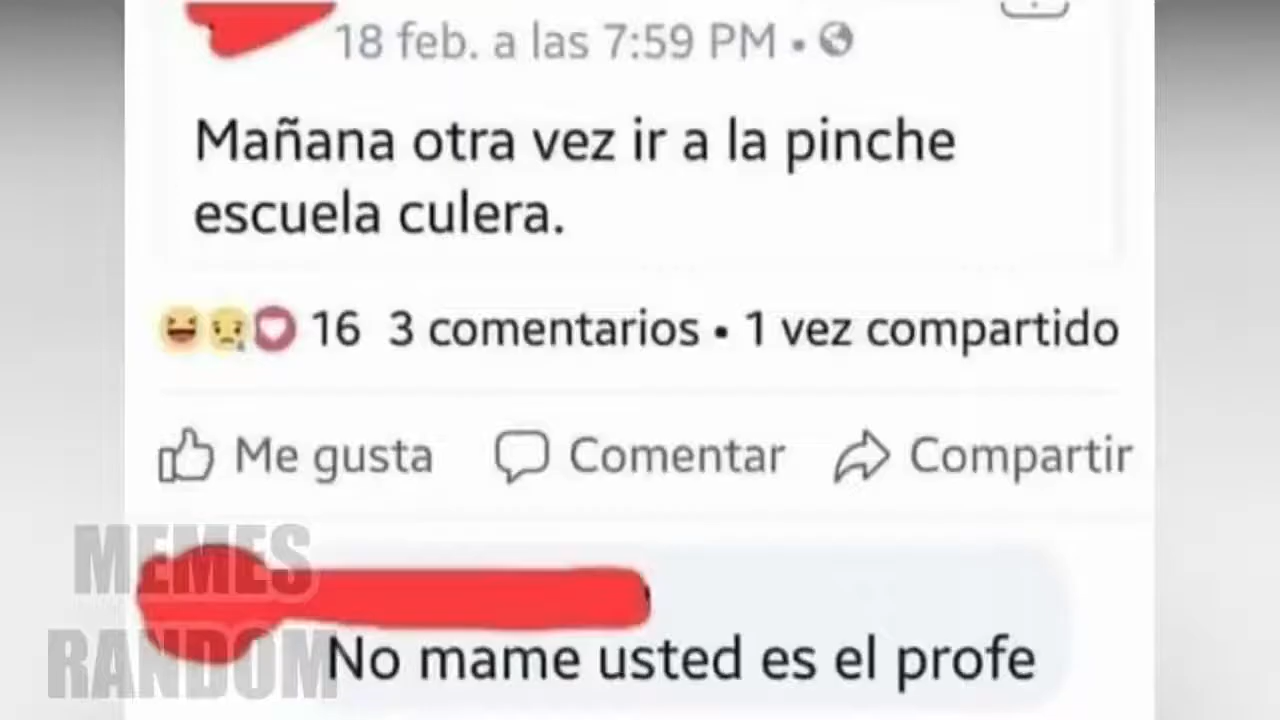 18 feb. a las 7:59 PM •
Mañana otra vez ir a la pinche
escuela culera.
16 3 comentarios • 1 vez compartido
Me gusta Comentar Compartir
MEMES
RANDOM
No mame usted es el profe